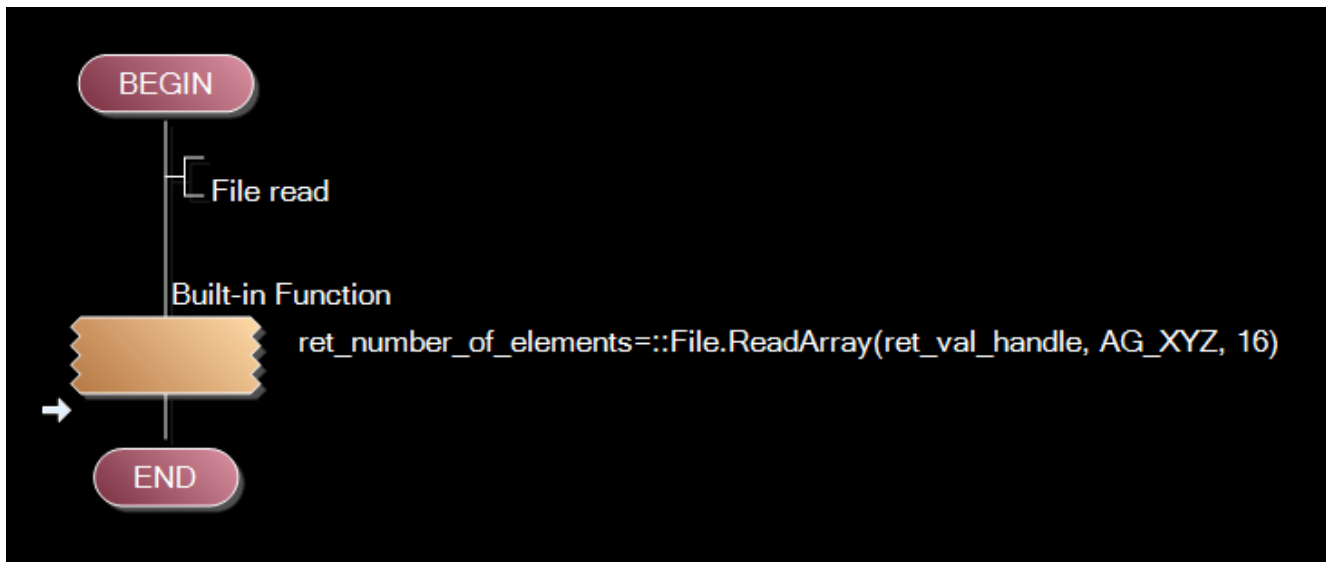 BEGIN
File read
Built-in Function
ret_number_of_elements=::File.ReadArray(ret_val_handle, AG_XYZ, 16)
END